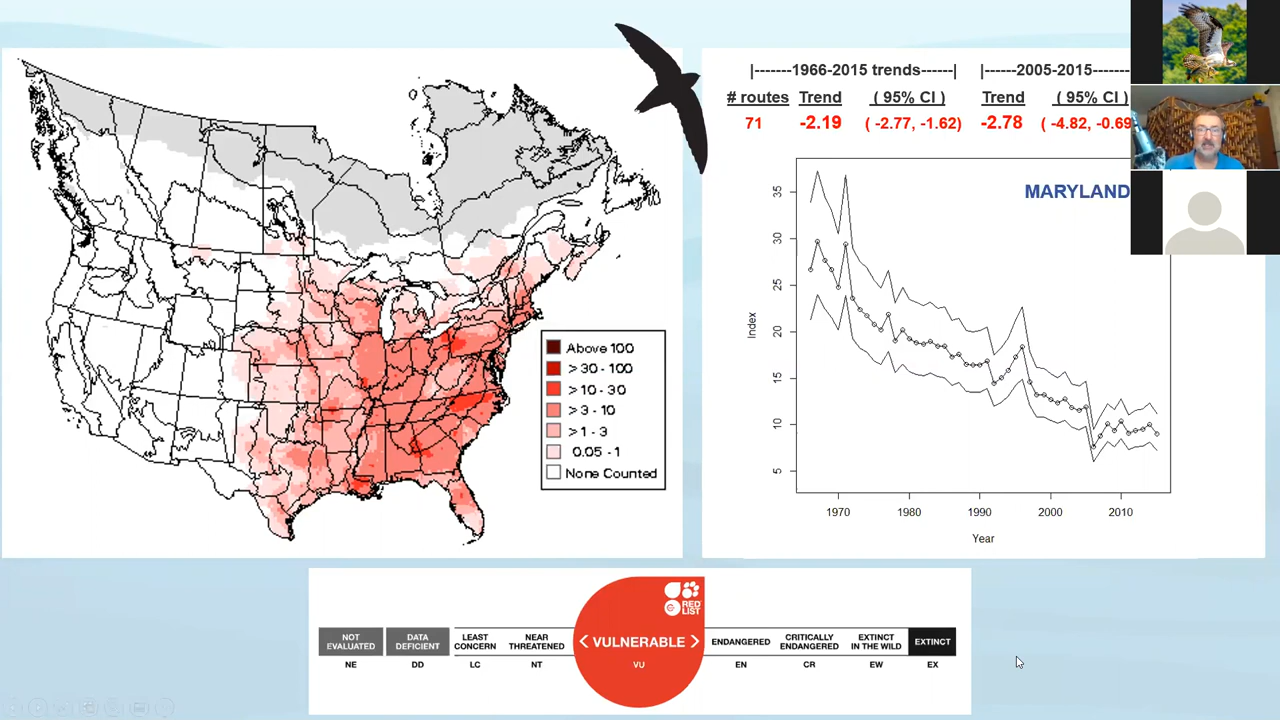 |-------1966-2015 trends------|
|-------2005-2015-------
# routes
Trend
( 95% CI )
Trend
( 95% CI )
71
-2.19
( -2.77, -1.62)
-2.78
( -4.82, -0.69
MARYLAND
Index
35
30
25
20
15
10
5
1970
1980
1990
2000
2010
Year
Above 100
>30 - 100
>10 - 30
>3 - 10
>1 - 3
0.05 -1
None Counted
RED
LIST
NOT
EVALUATED
DATA
DEFICIENT
LEAST
CONCERN
NEAR
THREATENED
< VULNERABLE >
ENDANGERED
CRITICALLY
ENDANGERED
EXTINCT
IN THE WILD
EXTINCT
NE
DD
LC
NT
VU
EN
CR
EW
EX